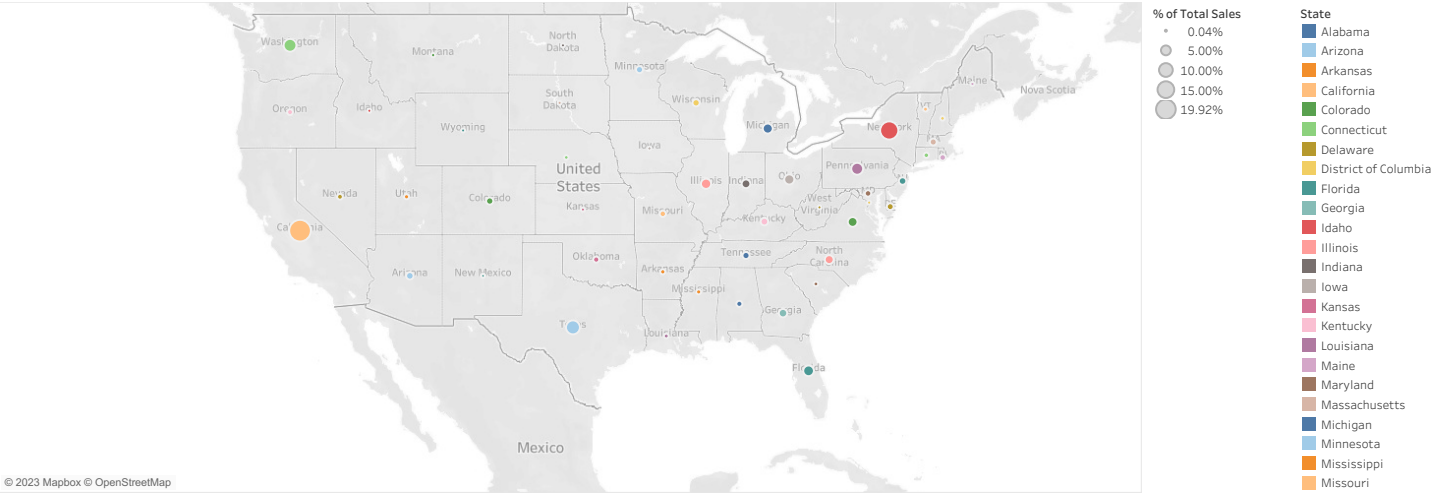 Washington
Montana
North
Dakota
Minnesota
Maine
Nova Scotia
South
Dakota
Wisconsin
VT
Oregon
Idaho
Wyoming
Michigan
New York
Iowa
United
States
Pennsylvania
Illinois
Indiana
Ohio
Nevada
Utah
Colorado
Kansas
Missouri
West
Virginia
Kentucky
California
Tennessee
North
Carolina
Arizona
New Mexico
Oklahoma
Arkansas
Mississippi
Georgia
Texas
Louisiana
Florida
Mexico
© 2023 Mapbox © OpenStreetMap
% of Total Sales
0.04%
5.00%
10.00%
15.00%
19.92%
State
Alabama
Arizona
Arkansas
California
Colorado
Connecticut
Delaware
District of Columbia
Florida
Georgia
Idaho
Illinois
Indiana
Iowa
Kansas
Kentucky
Louisiana
Maine
Maryland
Massachusetts
Michigan
Minnesota
Mississippi
Missouri